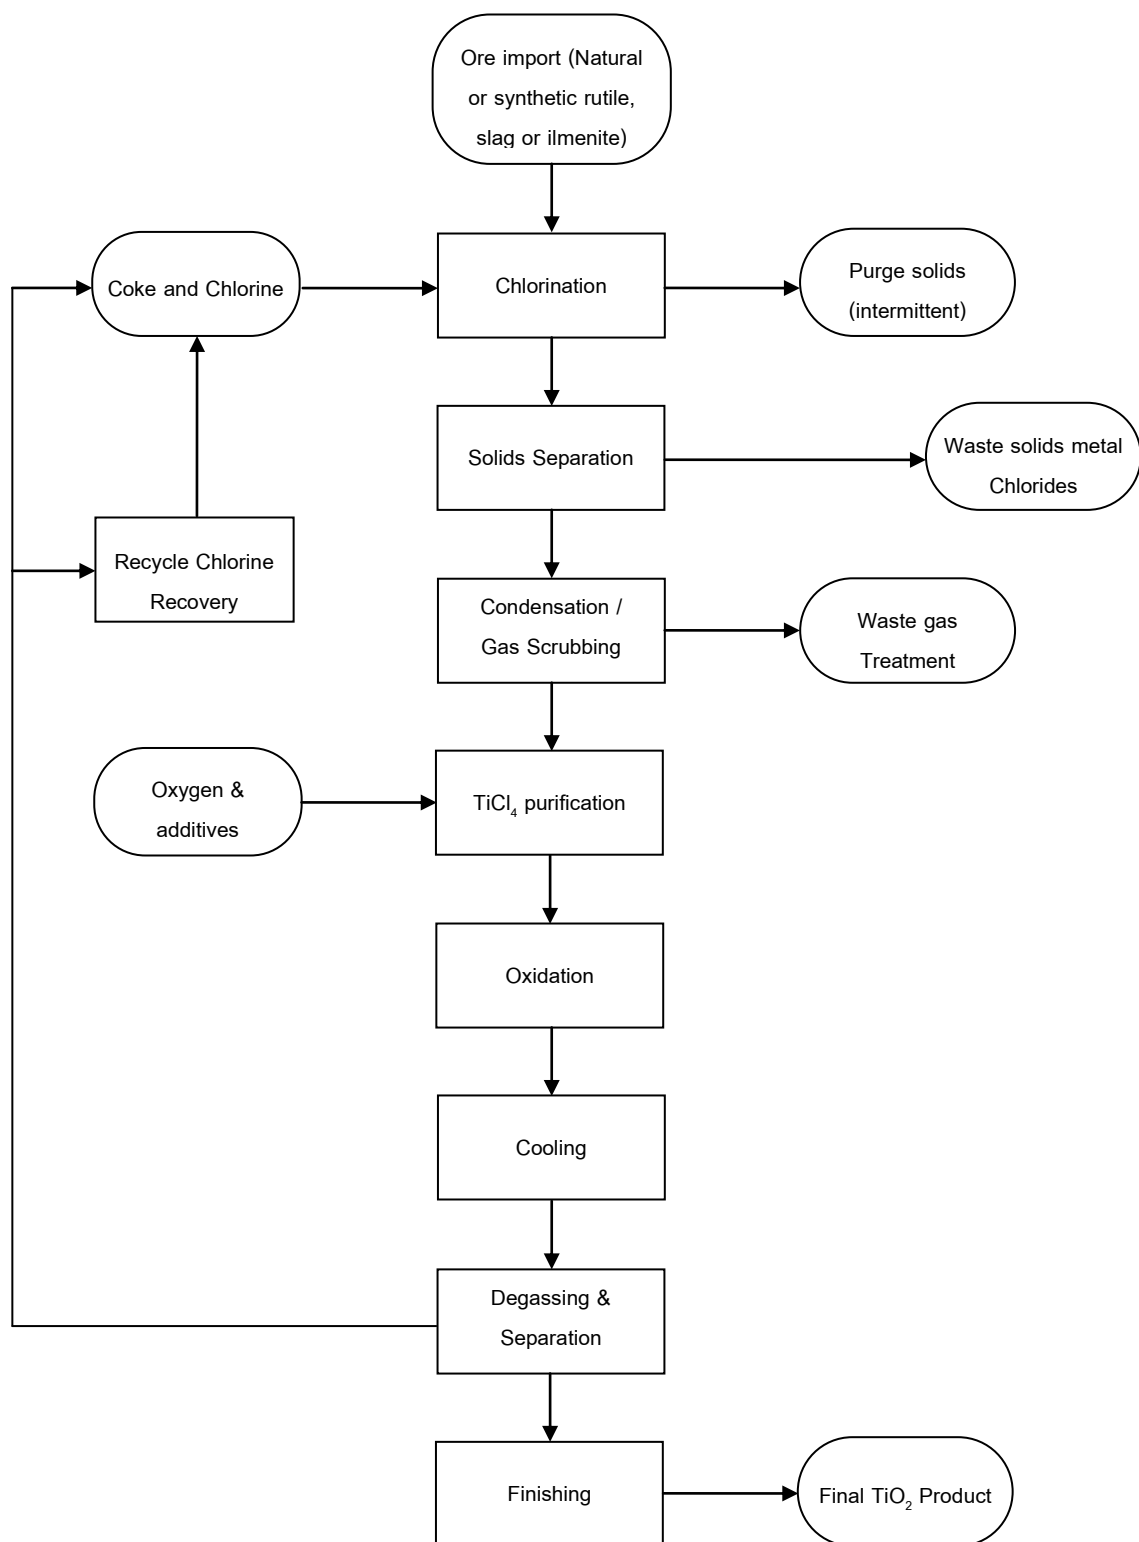 Ore import (Natural
or synthetic rutile,
slag or ilmenite)
Coke and Chlorine
Chlorination
Purge solids
(intermittent)
Solids Separation
Waste solids metal
Chlorides
Recycle Chlorine
Recovery
Condensation /
Gas Scrubbing
Waste gas
Treatment
Oxygen &
additives
TiCl₄ purification
Oxidation
Cooling
Degassing &
Separation
Finishing
Final TiO₂ Product